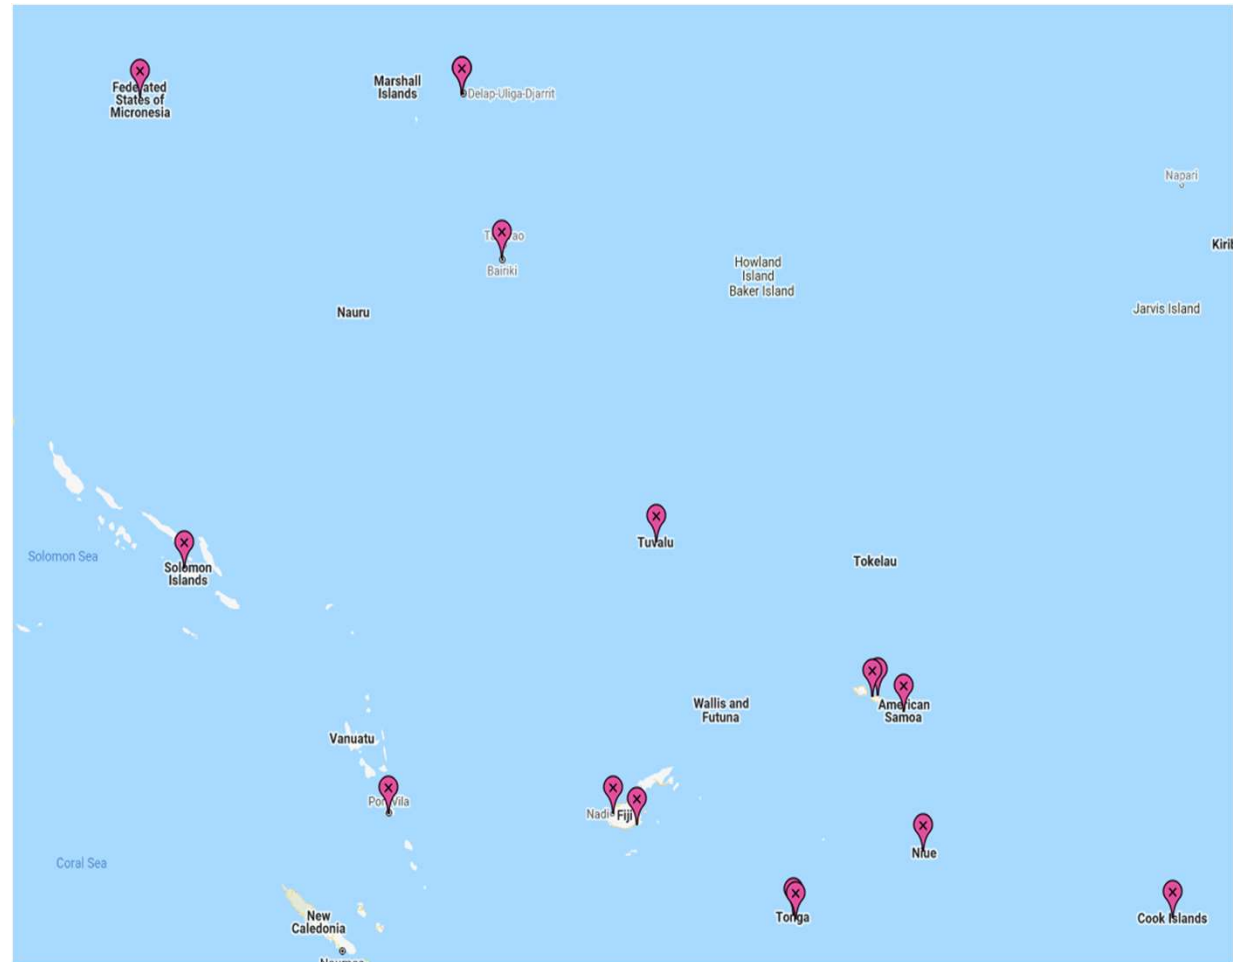 Federated
States of
Micronesia
Marshall
Islands
Delap-Uliga-Djarrit
Napari
Bairiki
Howland
Island
Baker Island
Nauru
Jarvis Island
Solomon Sea
Solomon
Islands
Tuvalu
Tokelau
American
Samoa
Wallis and
Futuna
Vanuatu
Port Vila
Nadi
Fiji
Niue
Coral Sea
New
Caledonia
Tonga
Cook Islands